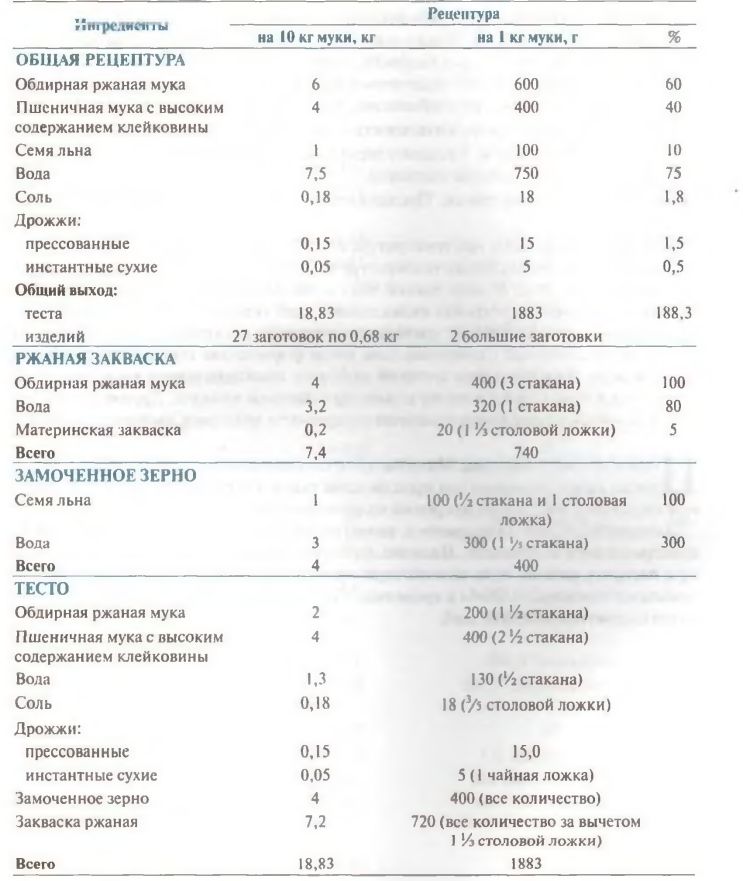 Ингредиенты Рецептура
на 10 кг муки, кг на 1 кг муки, г %
ОБЩАЯ РЕЦЕПТУРА
Обдирная ржаная мука 6 600 60
Пшеничная мука с высоким 4 400 40
содержанием клейковины
Семя льна 1 100 10
Вода 7,5 750 75
Соль 0,18 18 1,8
Дрожжи:
прессованные 0,15 15 1,5
инстантные сухие 0,05 5 0,5
Общий выход:
теста 18,83 1883 188,3
изделий 27 заготовок по 0,68 кг 2 большие заготовки
РЖАНАЯ ЗАКВАСКА
Обдирная ржаная мука 4 400 (3 стакана) 100
Вода 3,2 320 (1 стакана) 80
Материнская закваска 0,2 20 (1 ⅓ столовой ложки) 5
Всего 7,4 740
ЗАМОЧЕННОЕ ЗЕРНО
Семя льна 1 100 (½ стакана и 1 столовая 100
ложка)
Вода 3 300 (1 ⅓ стакана) 300
Всего 4 400
ТЕСТО
Обдирная ржаная мука 2 200 (1 ½ стакана)
Пшеничная мука с высоким 4 400 (2 ½ стакана)
содержанием клейковины
Вода 1,3 130 (½ стакана)
Соль 0,18 18 (³/₅ столовой ложки)
Дрожжи:
прессованные 0,15 15,0
инстантные сухие 0,05 5 (1 чайная ложка)
Замоченное зерно 4 400 (все количество)
Закваска ржаная 7,2 720 (все количество за вычетом
1 ⅓ столовой ложки)
Всего 18,83 1883